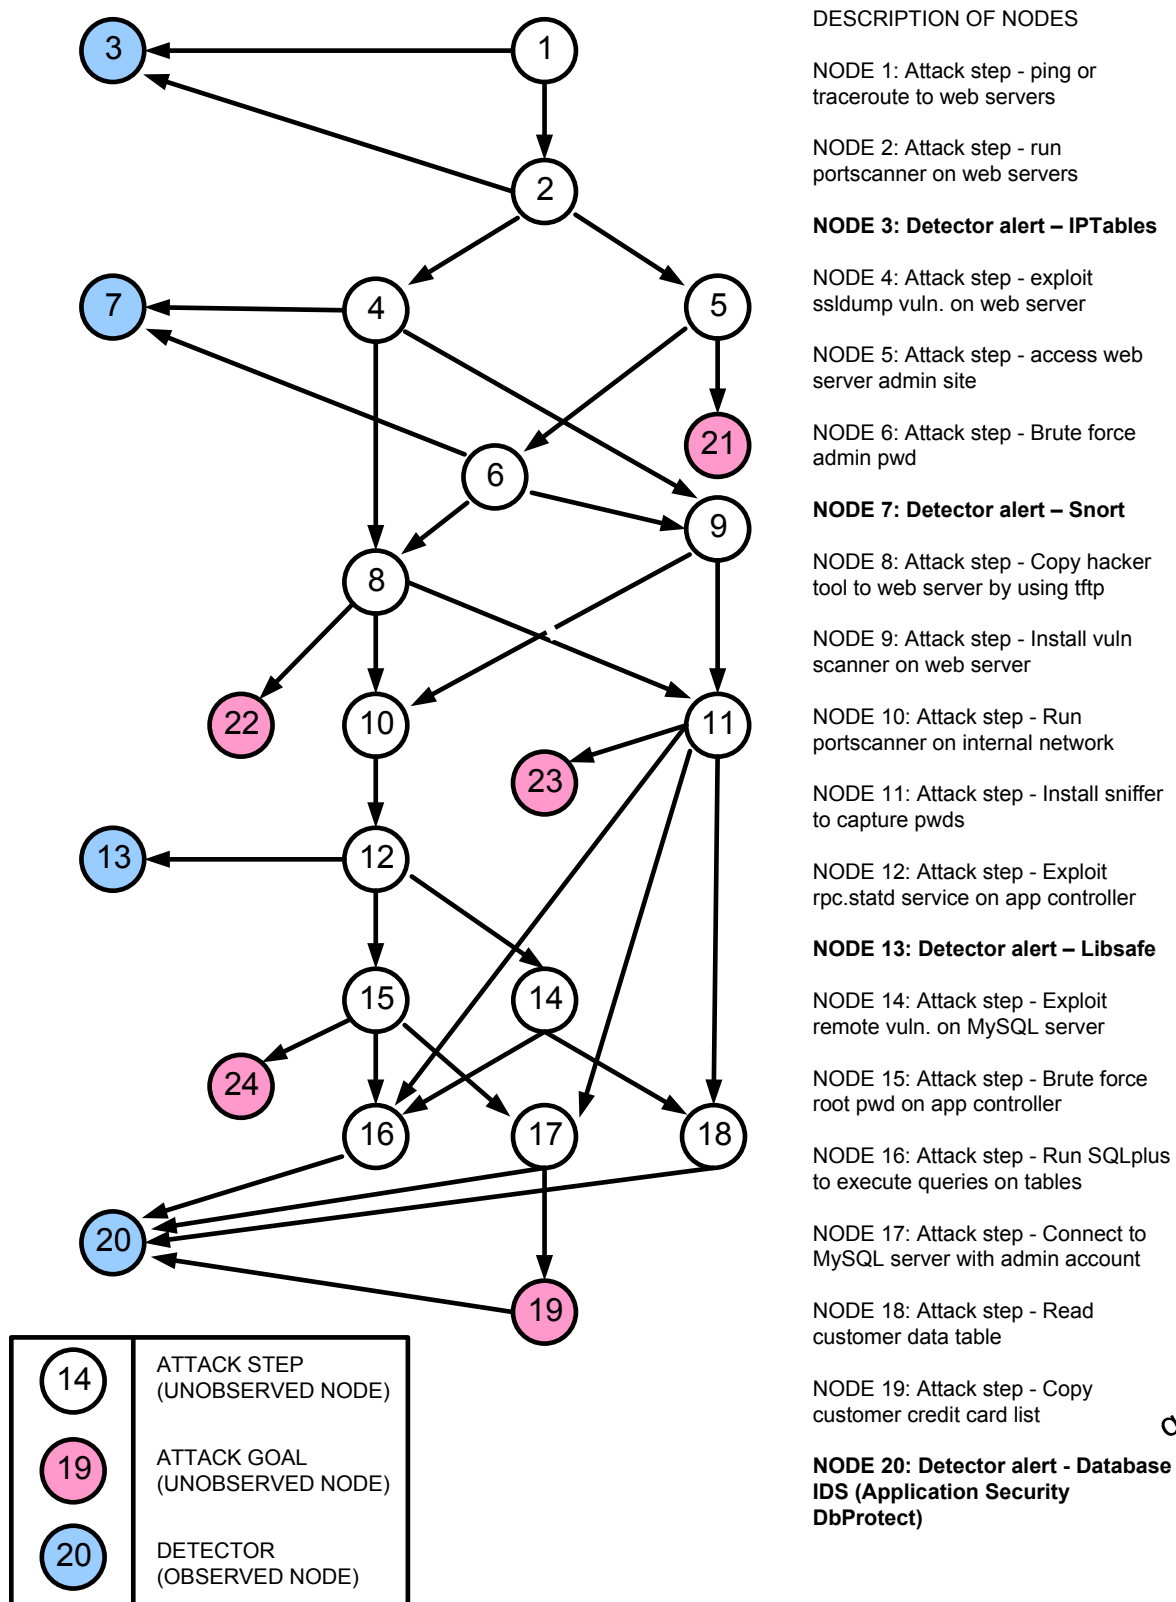 3
1
2
7
4
5
21
6
9
8
22
10
11
23
13
12
15
14
24
16
17
18
20
19
14
ATTACK STEP
(UNOBSERVED NODE)
19
ATTACK GOAL
(UNOBSERVED NODE)
20
DETECTOR
(OBSERVED NODE)
DESCRIPTION OF NODES
NODE 1: Attack step - ping or
traceroute to web servers
NODE 2: Attack step - run
portscanner on web servers
NODE 3: Detector alert – IPTables
NODE 4: Attack step - exploit
ssldump vuln. on web server
NODE 5: Attack step - access web
server admin site
NODE 6: Attack step - Brute force
admin pwd
NODE 7: Detector alert – Snort
NODE 8: Attack step - Copy hacker
tool to web server by using tftp
NODE 9: Attack step - Install vuln
scanner on web server
NODE 10: Attack step - Run
portscanner on internal network
NODE 11: Attack step - Install sniffer
to capture pwds
NODE 12: Attack step - Exploit
rpc.statd service on app controller
NODE 13: Detector alert – Libsafe
NODE 14: Attack step - Exploit
remote vuln. on MySQL server
NODE 15: Attack step - Brute force
root pwd on app controller
NODE 16: Attack step - Run SQLplus
to execute queries on tables
NODE 17: Attack step - Connect to
MySQL server with admin account
NODE 18: Attack step - Read
customer data table
NODE 19: Attack step - Copy
customer credit card list
NODE 20: Detector alert - Database
IDS (Application Security
DbProtect)